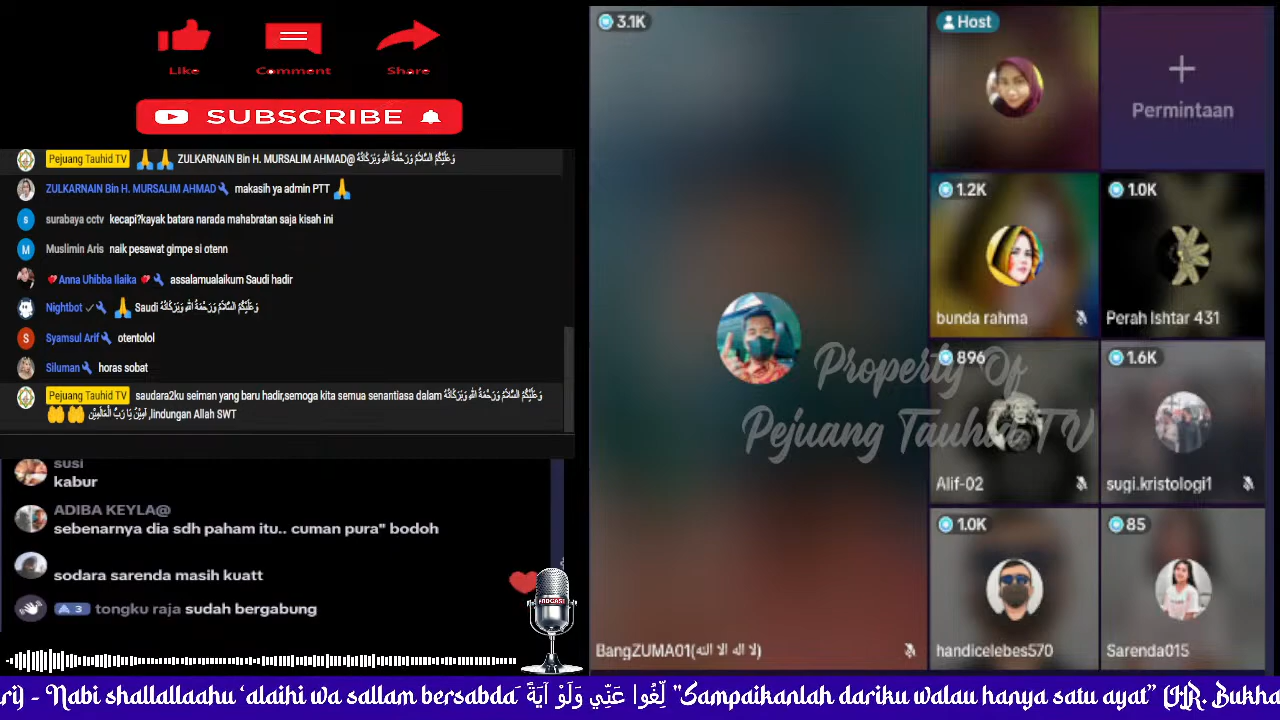 Like
Comment
Share
SUBSCRIBE
Pejuang Tauhid TV 🙏🙏 ZULKARNAIN Bin H. MURSALIM AHMAD@ وَعَلَيْكُمُ السَّلَامُ وَرَحْمَةُ اللهِ وَبَرَكَاتُهُ
ZULKARNAIN Bin H. MURSALIM AHMAD makasih ya admin PTT 🙏
surabaya cctv kecapi?kayak batara narada mahabratan saja kisah ini
Muslimin Aris naik pesawat gimpe si otenn
❤Anna Uhibba Ilaika ❤ assalamualaikum Saudi hadir
Nightbot 🙏 Saudi وَعَلَيْكُمُ السَّلَامُ وَرَحْمَةُ اللهِ وَبَرَكَاتُهُ
Syamsul Arif otentolol
Siluman horas sobat
Pejuang Tauhid TV saudara2ku seiman yang baru hadir,semoga kita semua senantiasa dalam وَعَلَيْكُمُ السَّلَامُ وَرَحْمَةُ اللهِ وَبَرَكَاتُهُ
🤲🤲 آمِيْنُ يَا رَبَّ الْعَالَمِيْنَ ,lindungan Allah SWT
susi
kabur
ADIBA KEYLA@
sebenarnya dia sdh paham itu.. cuman pura" bodoh
sodara sarenda masih kuatt
3 tongku raja sudah bergabung
PODCAST
3.1K
BangZUMA01(لا اله الا الله)
Host
Permintaan
1.2K
bunda rahma
1.0K
Perah Ishtar 431
896
Alif-02
1.6K
sugi.kristologi1
1.0K
handicelebes570
85
Sarenda015
Property Of
Pejuang Tauhid TV
ri) - Nabi shallallaahu ‘alaihi wa sallam bersabda َلِّغُوا عَنِّي وَلَوْ آيَةً "Sampaikanlah dariku walau hanya satu ayat” (HR. Bukha